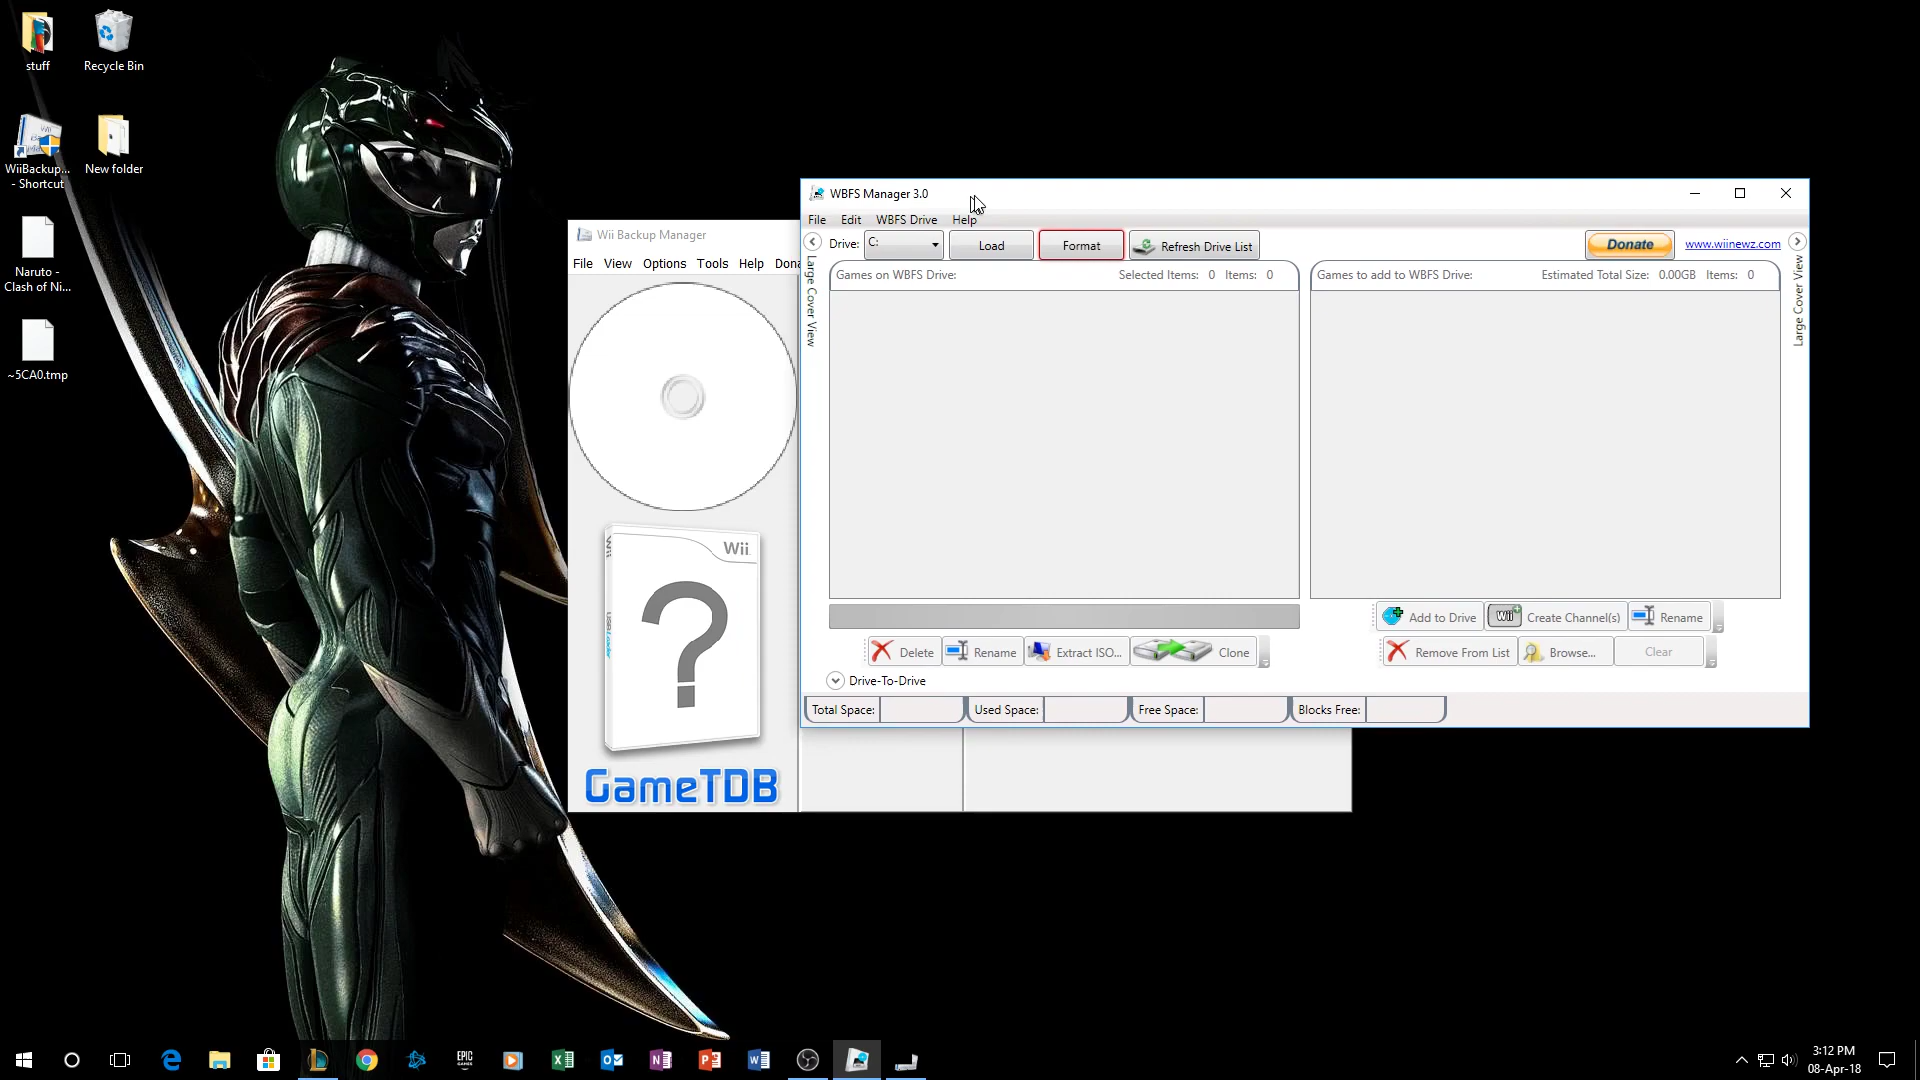 stuff
Recycle Bin
WiiBackup...
- Shortcut
New folder
Naruto -
Clash of Ni...
~5CA0.tmp
Wii Backup Manager
File View Options Tools Help Dona
Wii
?
GameTDB
WBFS Manager 3.0
File Edit WBFS Drive Help
Drive: C: Load Format Refresh Drive List Donate www.wiinewz.com
Large Cover View
Games on WBFS Drive: Selected Items: 0 Items: 0
Games to add to WBFS Drive: Estimated Total Size: 0.00GB Items: 0
Large Cover View
Add to Drive Wii Create Channel(s) Rename
Delete Rename Extract ISO... Clone
Remove From List Browse... Clear
Drive-To-Drive
Total Space: Used Space: Free Space: Blocks Free:
EPIC
GAMES
3:12 PM
08-Apr-18